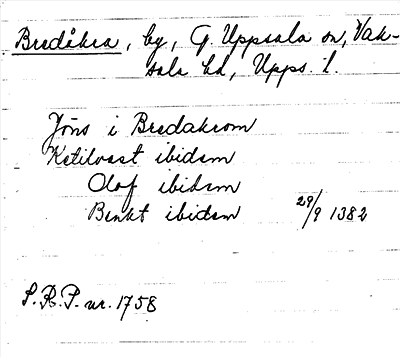 Bredåkra, by, G. Uppsala sn, Vak-
sala hd, Upps. l.
Jöns i Bredakrom
Ketilvast ibidem
Olof ibidem
Benkt ibidem 29/9 1382
S.R.P. nr. 1758